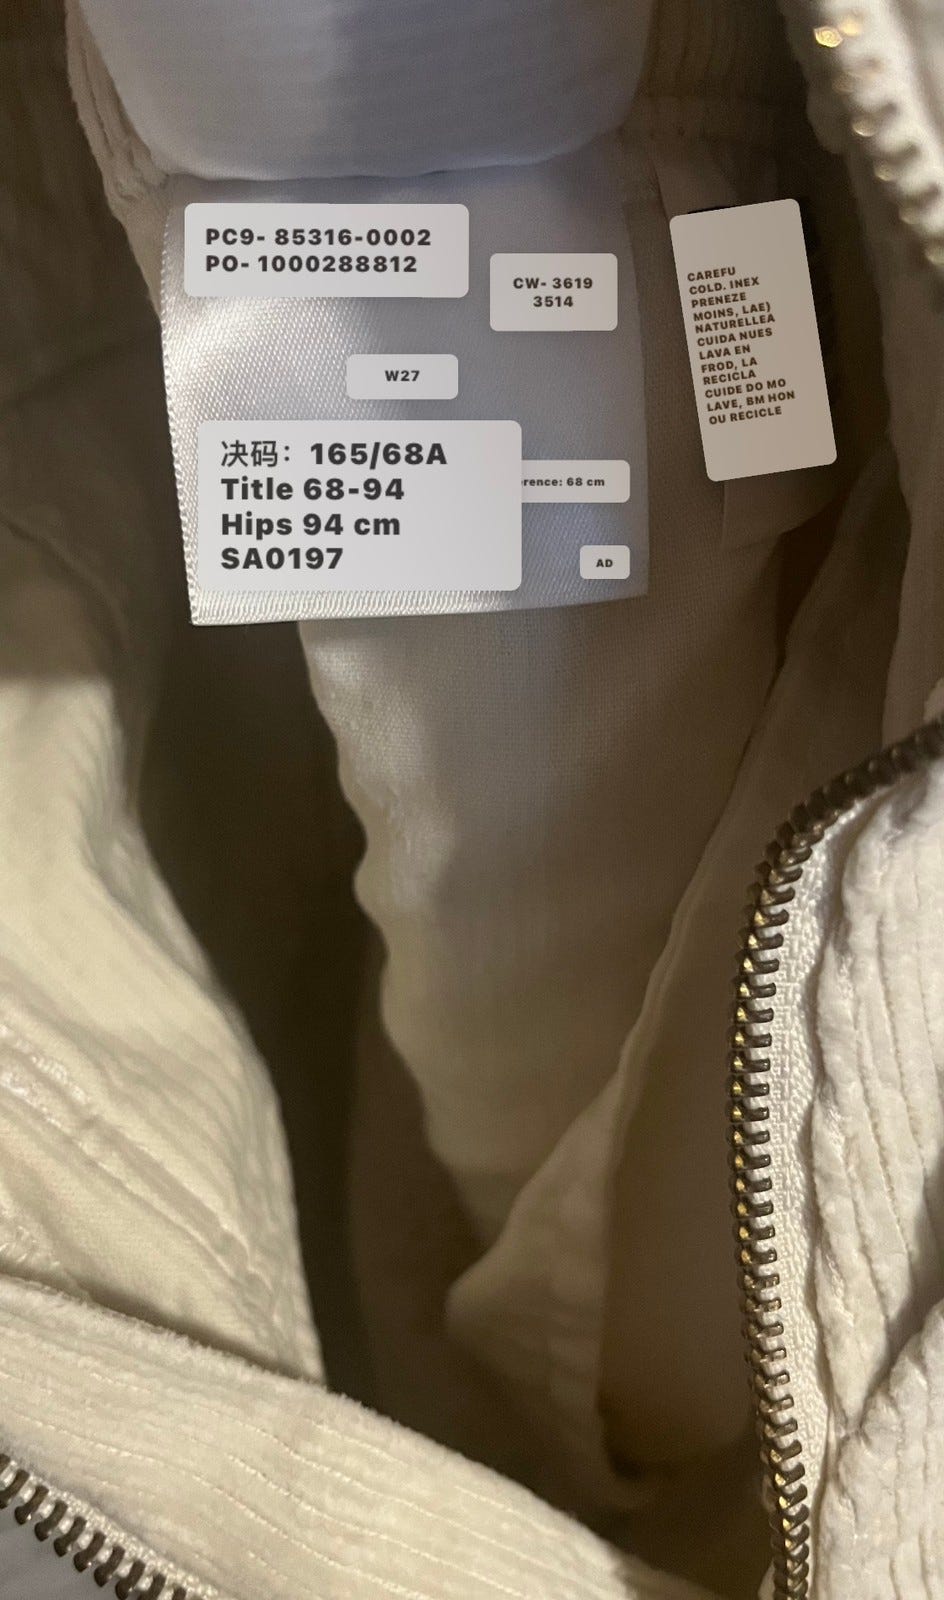 PC9- 85316-0002
PO- 1000288812
CW- 3619
3514
W27
决码：165/68A
Title 68-94
Hips 94 cm
SA0197
rence: 68 cm
AD
CAREFU
COLD. INEX
PRENEZE
MOINS, LAE)
NATURELLEA
CUIDA NUES
LAVA EN
FROD, LA
RECICLA
CUIDE DO MO
LAVE, BM HON
OU RECICLE